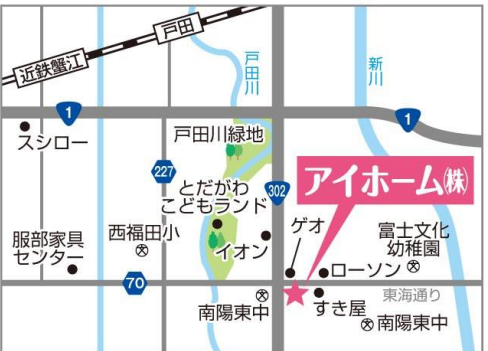 戸田
近鉄蟹江
戸田川
新川
1
1
スシロー
戸田川緑地
227
302
アイホーム㈱
とだがわ
こどもランド
ゲオ
富士文化
幼稚園
西福田小
イオン
服部家具
センター
ローソン
70
東海通り
南陽東中
すき屋
南陽東中